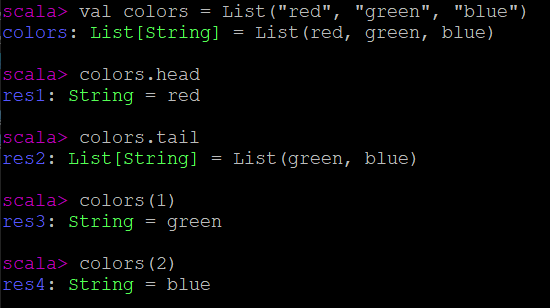 scala> val colors = List("red", "green", "blue")
colors: List[String] = List(red, green, blue)
scala> colors.head
res1: String = red
scala> colors.tail
res2: List[String] = List(green, blue)
scala> colors(1)
res3: String = green
scala> colors(2)
res4: String = blue